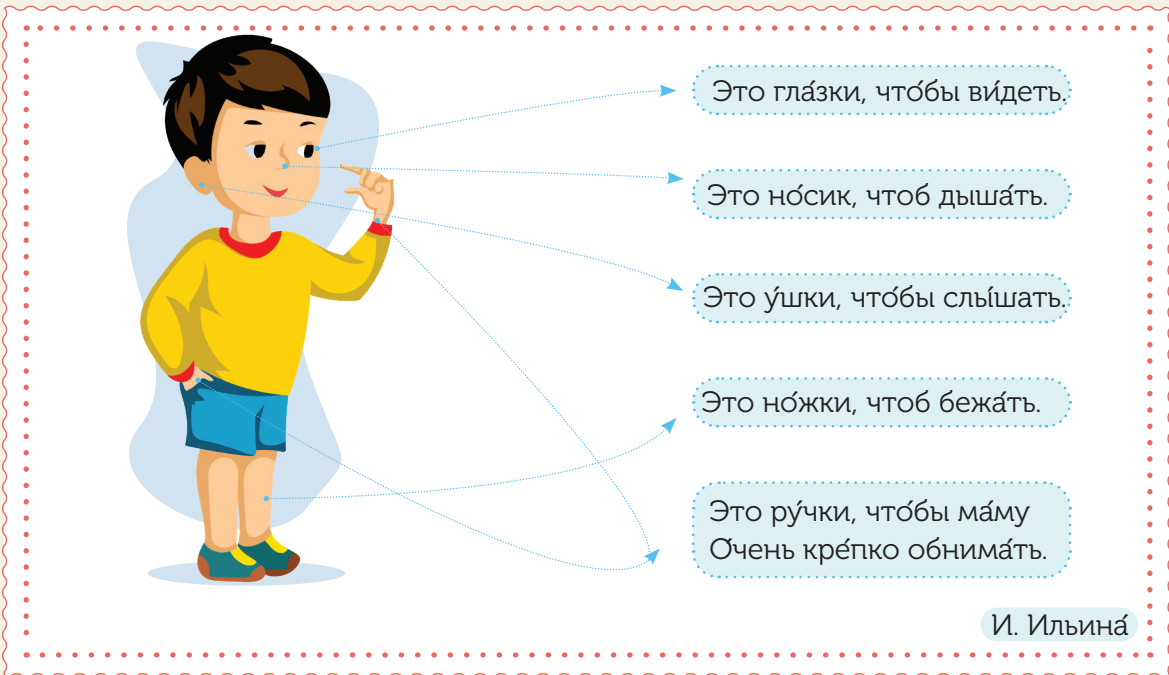 Это гла́зки, что́бы ви́деть.
Это но́сик, чтоб дыша́ть.
Это у́шки, что́бы слы́шать.
Это но́жки, чтоб бежа́ть.
Это ру́чки, что́бы ма́му
О́чень кре́пко обнима́ть.
И. Ильина́